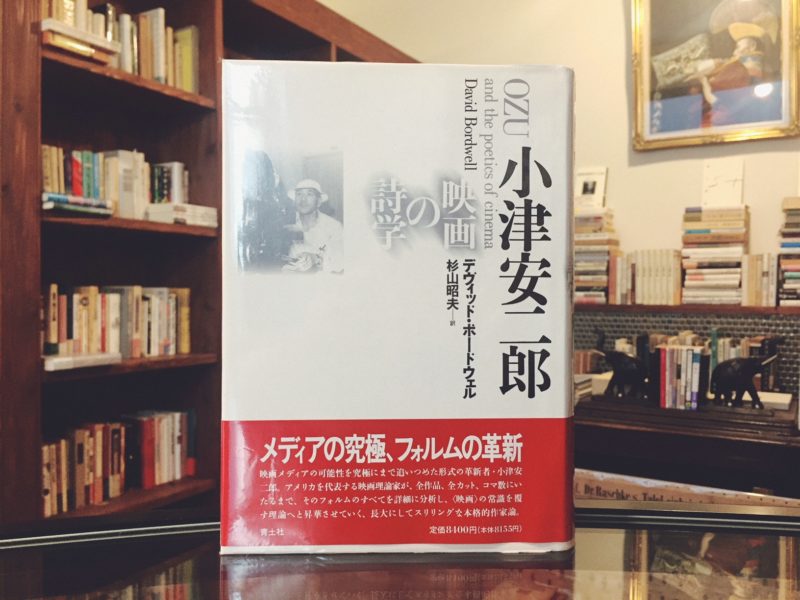 OZU
and the poetics of cinema
David Bordwell
小津安二郎
映画の詩学
デヴィッド・ボードウェル
杉山昭夫―訳
メディアの究極、フォルムの革新
映画メディアの可能性を究極にまで追いつめた形式の革新者・小津安
二郎。アメリカを代表する映画理論家が、全作品、全カット、コマ数にい
たるまで、そのフォルムのすべてを詳細に分析し、〈映画〉の常識を覆
す理論へと昇華させていく、長大にしてスリリングな本格的作家論。
青土社
定価8400円[本体8155円]